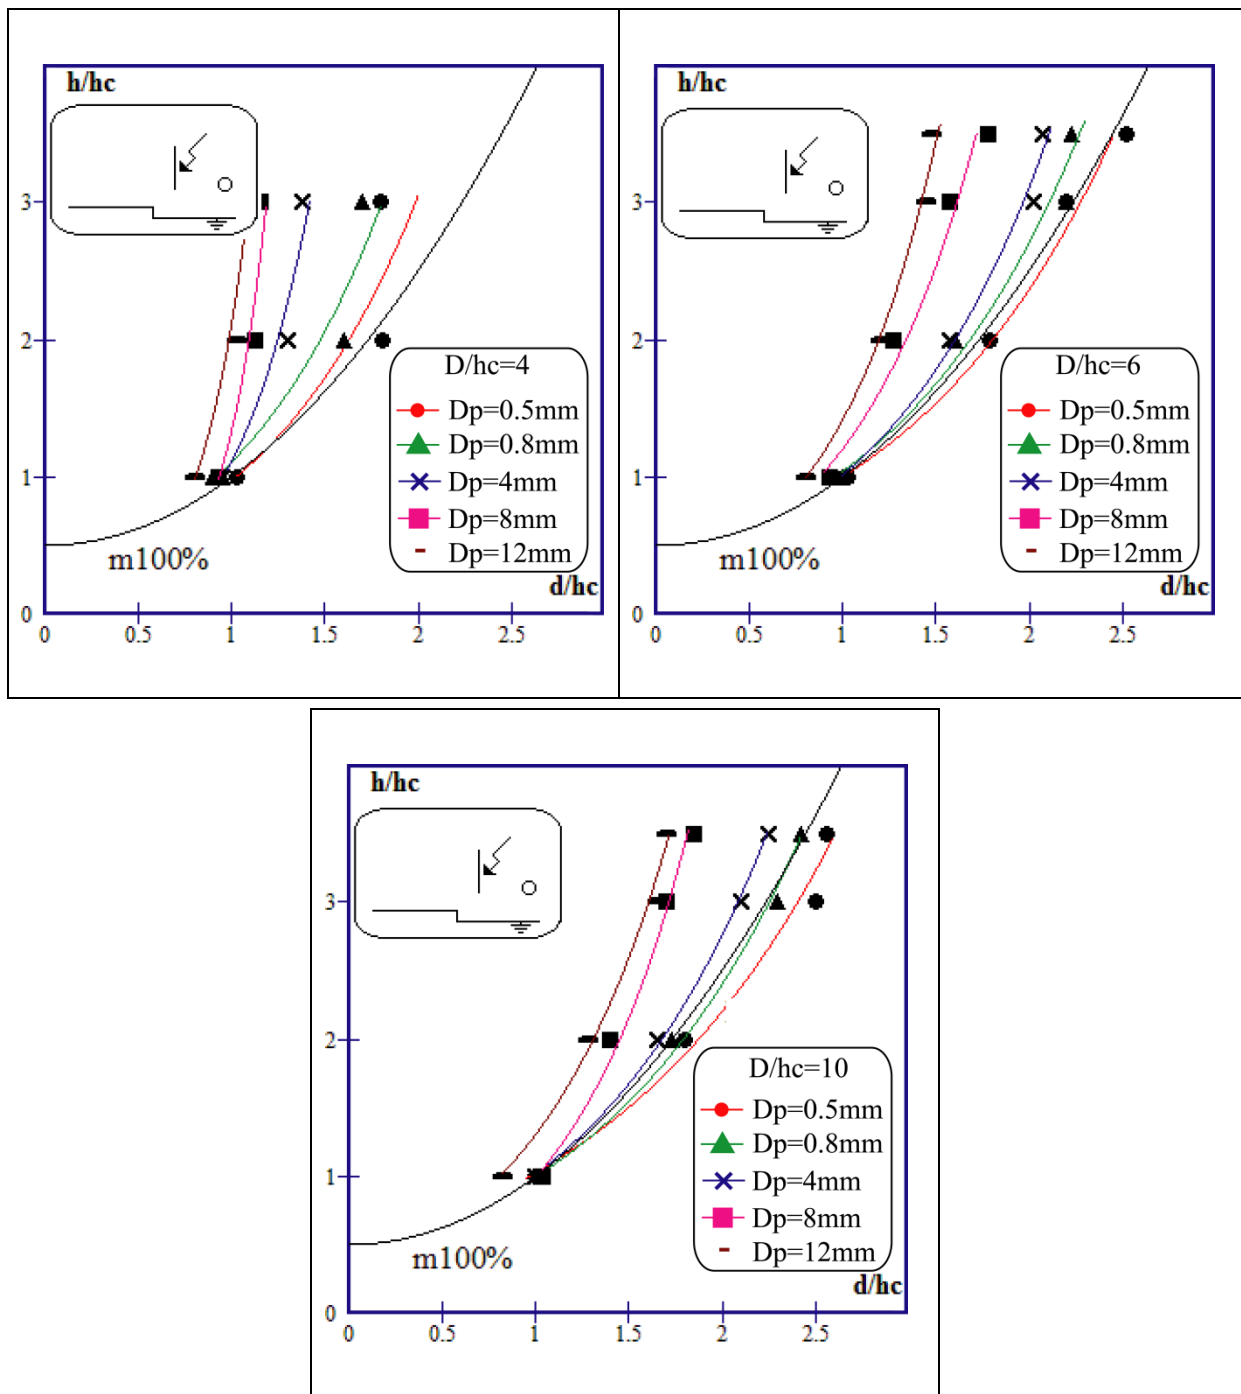 h/hc
3
2
1
0
D/hc=4
Dp=0.5mm
Dp=0.8mm
Dp=4mm
Dp=8mm
Dp=12mm
m100%
d/hc
0 0.5 1 1.5 2 2.5
h/hc
3
2
1
0
D/hc=6
Dp=0.5mm
Dp=0.8mm
Dp=4mm
Dp=8mm
Dp=12mm
m100%
d/hc
0 0.5 1 1.5 2 2.5
h/hc
3
2
1
0
D/hc=10
Dp=0.5mm
Dp=0.8mm
Dp=4mm
Dp=8mm
Dp=12mm
m100%
d/hc
0 0.5 1 1.5 2 2.5